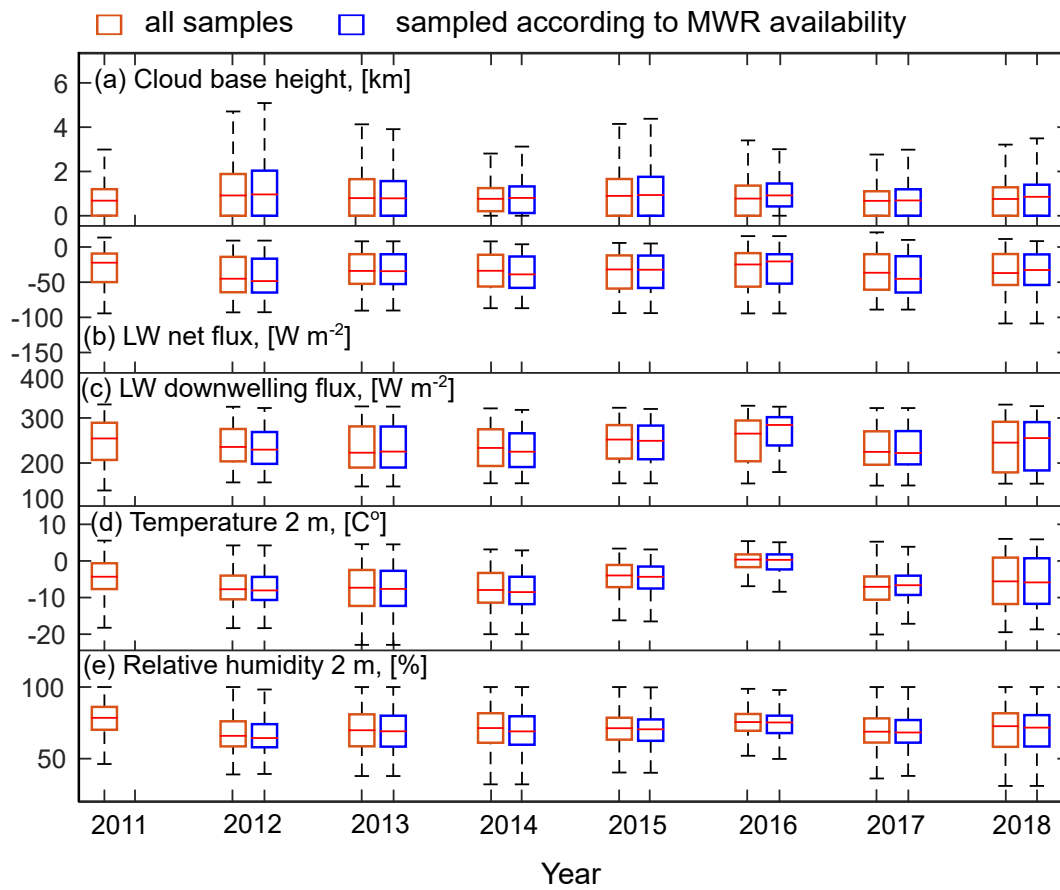 all samples sampled according to MWR availability
(a) Cloud base height, [km]
6
4
2
0
0
-50
-100
-150
(b) LW net flux, [W m⁻²]
400
(c) LW downwelling flux, [W m⁻²]
300
200
100
(d) Temperature 2 m, [Cº]
10
0
-10
-20
(e) Relative humidity 2 m, [%]
100
50
2011 2012 2013 2014 2015 2016 2017 2018
Year